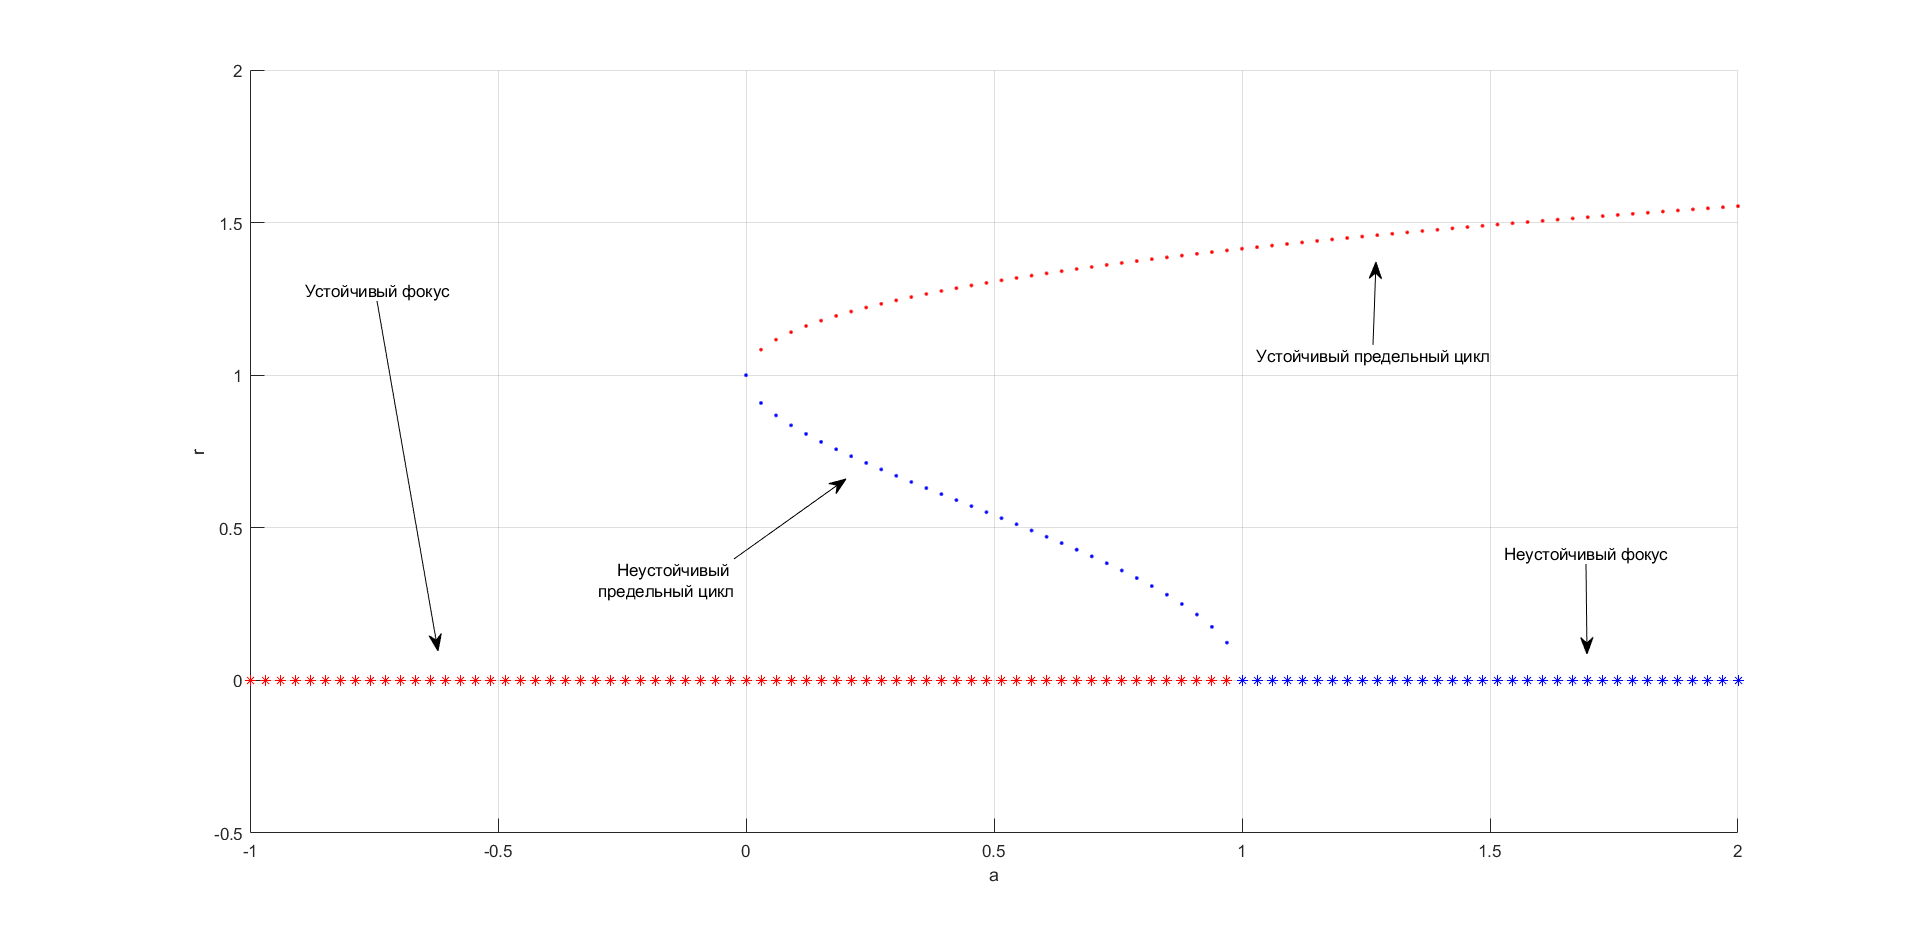 2
1.5
Устойчивый фокус
Устойчивый предельный цикл
1
r
0.5
Неустойчивый фокус
Неустойчивый
предельный цикл
0
-0.5
-1
-0.5
0
0.5
1
1.5
2
a